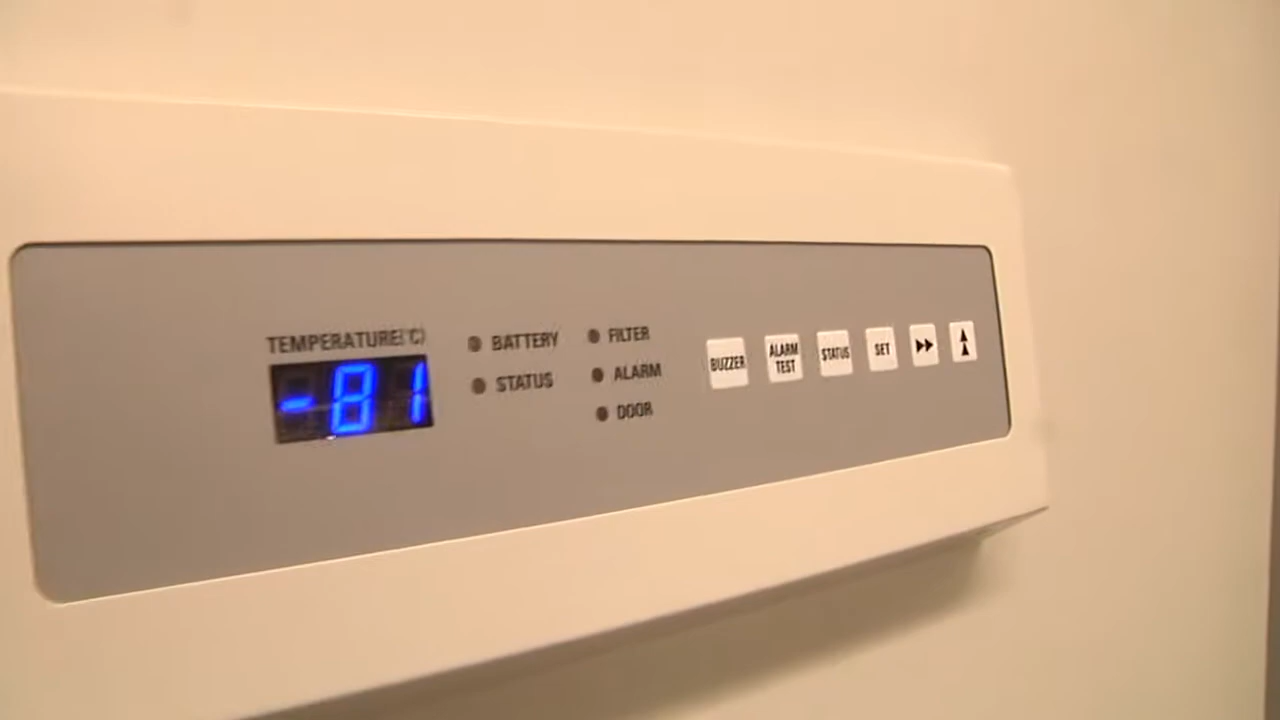 TEMPERATURE(°C)
-81
BATTERY
STATUS
FILTER
ALARM
DOOR
BUZZER
ALARM
TEST
STATUS
SET